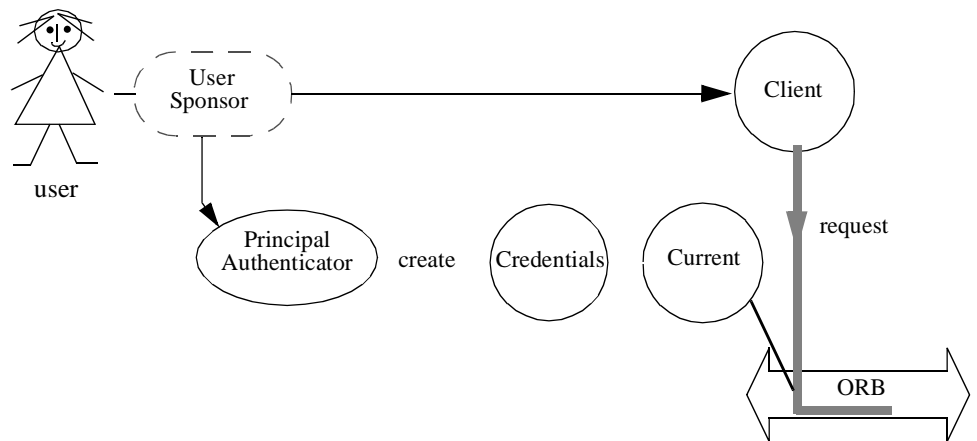 User
Sponsor
Client
user
request
Principal
Authenticator
create
Credentials
Current
ORB